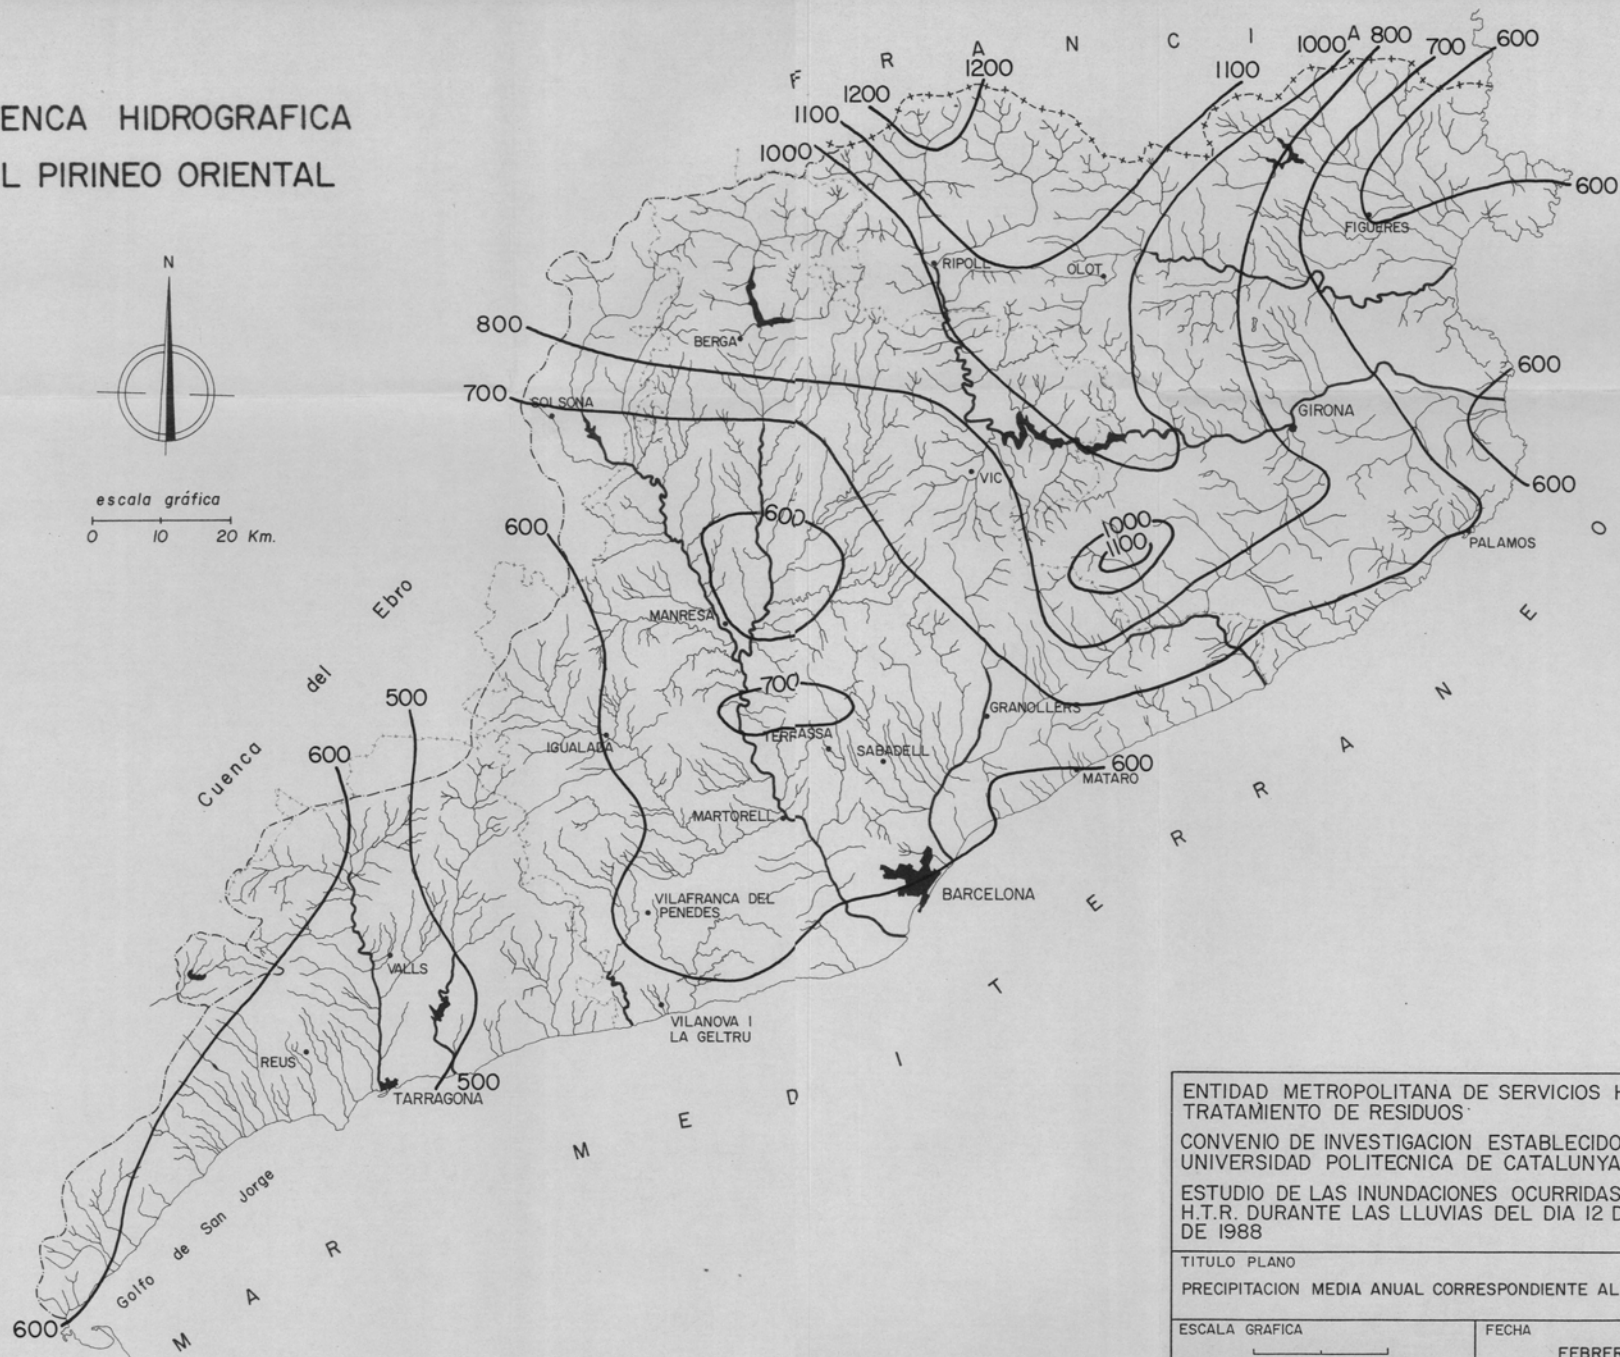 ENCA HIDROGRAFICA
L PIRINEO ORIENTAL
N
escala gráfica
0 10 20 Km.
F R A N C I A
1200
1200
1100
1000
1100
1000
800
700
600
600
FIGUERES
RIPOLL
OLOT
800
BERGA
700
SOLSONA
600
GIRONA
VIC
600
600
600
1000
1100
PALAMOS
MANRESA
Cuenca del Ebro
500
600
700
GRANOLLERS
TERRASSA
SABADELL
IGUALADA
600
MATARO
MARTORELL
BARCELONA
VILAFRANCA DEL
PENEDES
VALLS
VILANOVA I
LA GELTRU
REUS
500
TARRAGONA
Golfo de San Jorge
600
MAR MEDITERRANEO
ENTIDAD METROPOLITANA DE SERVICIOS H
TRATAMIENTO DE RESIDUOS
CONVENIO DE INVESTIGACION ESTABLECIDO
UNIVERSIDAD POLITECNICA DE CATALUNYA
ESTUDIO DE LAS INUNDACIONES OCURRIDAS
H.T.R. DURANTE LAS LLUVIAS DEL DIA 12 D
DE 1988
TITULO PLANO
PRECIPITACION MEDIA ANUAL CORRESPONDIENTE AL
ESCALA GRAFICA
FECHA
FEBRER